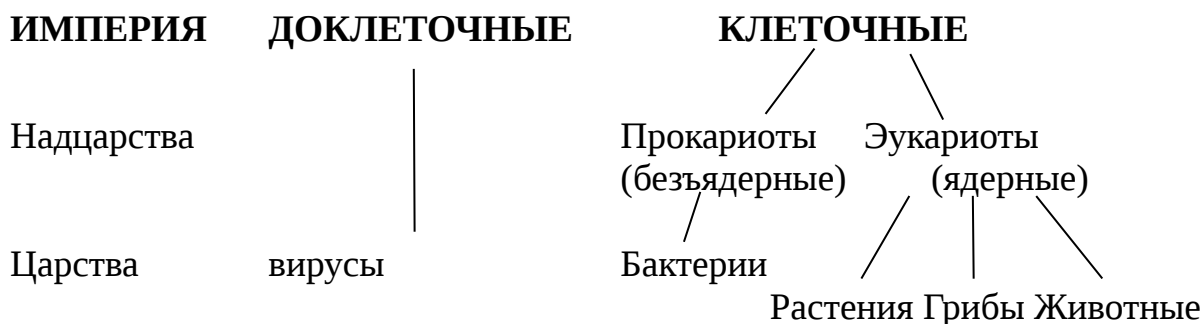 ИМПЕРИЯ ДОКЛЕТОЧНЫЕ КЛЕТОЧНЫЕ
Надцарства Прокариоты Эукариоты
(безъядерные) (ядерные)
Царства вирусы Бактерии
Растения Грибы Животные